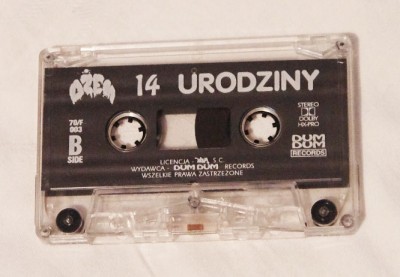 DŻEM 14 URODZINY
70/F
003
B
SIDE
STEREO
DOLBY
HX-PRO
DUM
DUM
RECORDS
LICENCJA - S.C.
WYDAWCA - DUM DUM RECORDS
WSZELKIE PRAWA ZASTRZEŻONE